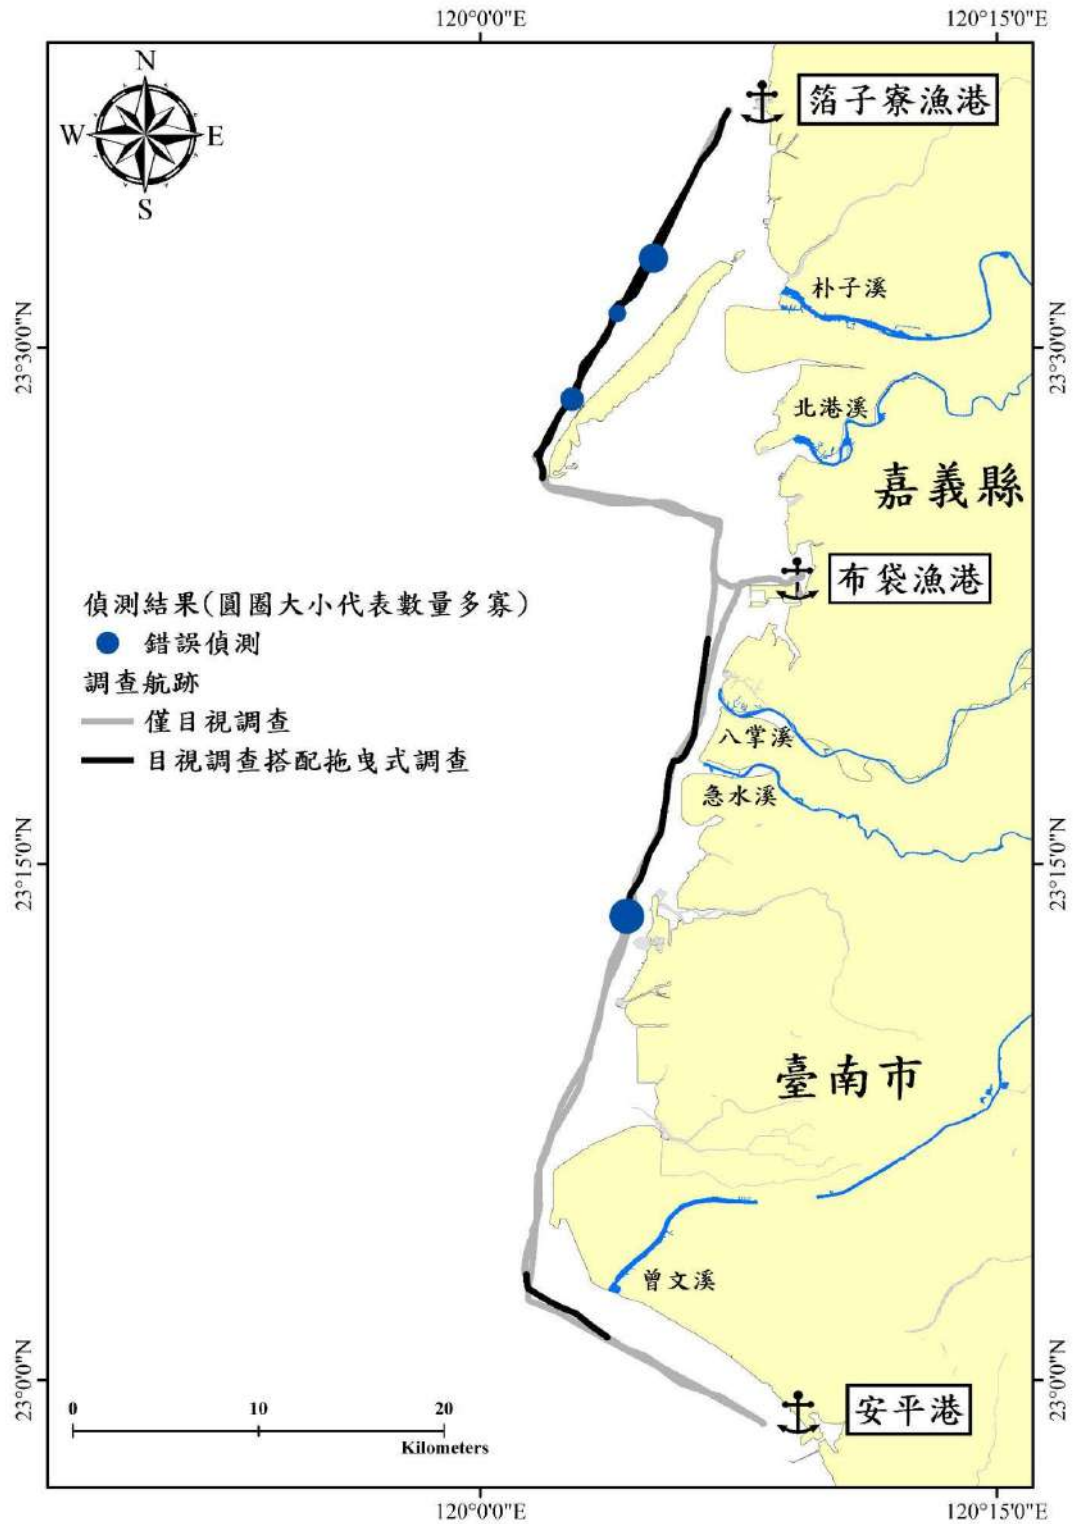 120°0'0"E
120°15'0"E
N
W
E
S
箔子寮漁港
朴子溪
23°30'0"N
23°30'0"N
北港溪
嘉義縣
布袋漁港
偵測結果(圓圈大小代表數量多寡)
錯誤偵測
調查航跡
僅目視調查
目視調查搭配拖曳式調查
八掌溪
急水溪
23°15'0"N
23°15'0"N
臺南市
曾文溪
23°0'0"N
23°0'0"N
安平港
0
10
20
Kilometers
120°0'0"E
120°15'0"E